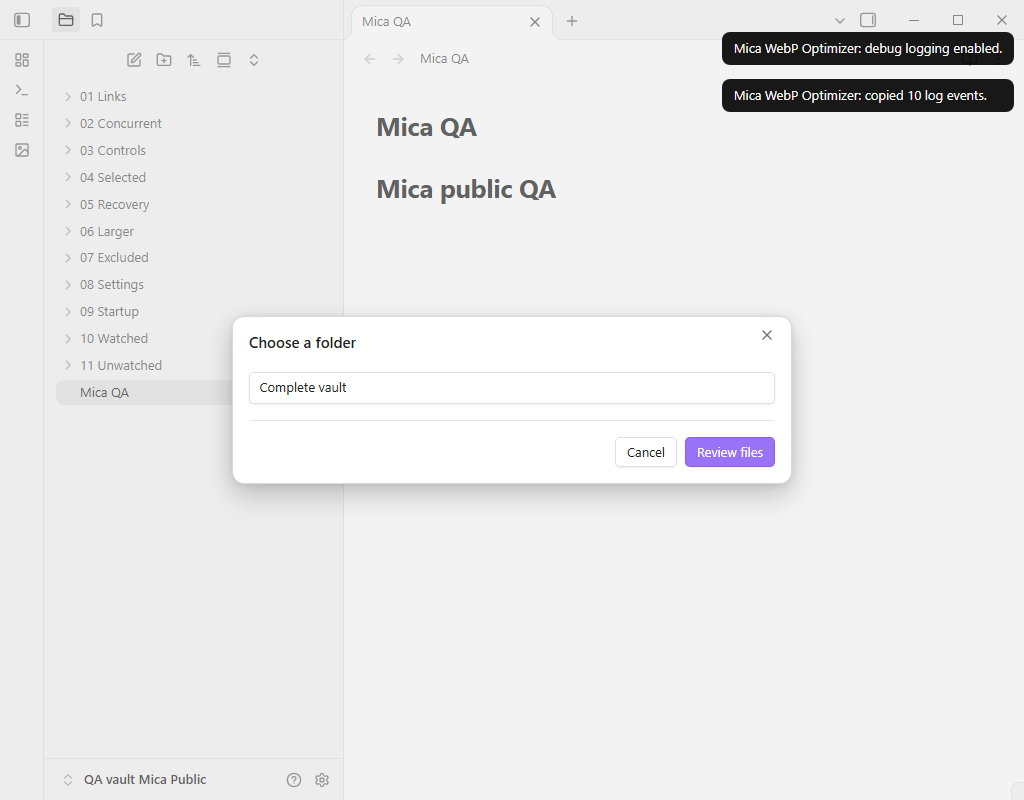 Mica QA
Mica WebP Optimizer: debug logging enabled.
Mica QA
Mica WebP Optimizer: copied 10 log events.
01 Links
02 Concurrent
03 Controls
04 Selected
05 Recovery
06 Larger
07 Excluded
08 Settings
09 Startup
10 Watched
11 Unwatched
Mica QA
Mica QA
Mica public QA
Choose a folder
Complete vault
Cancel
Review files
QA vault Mica Public